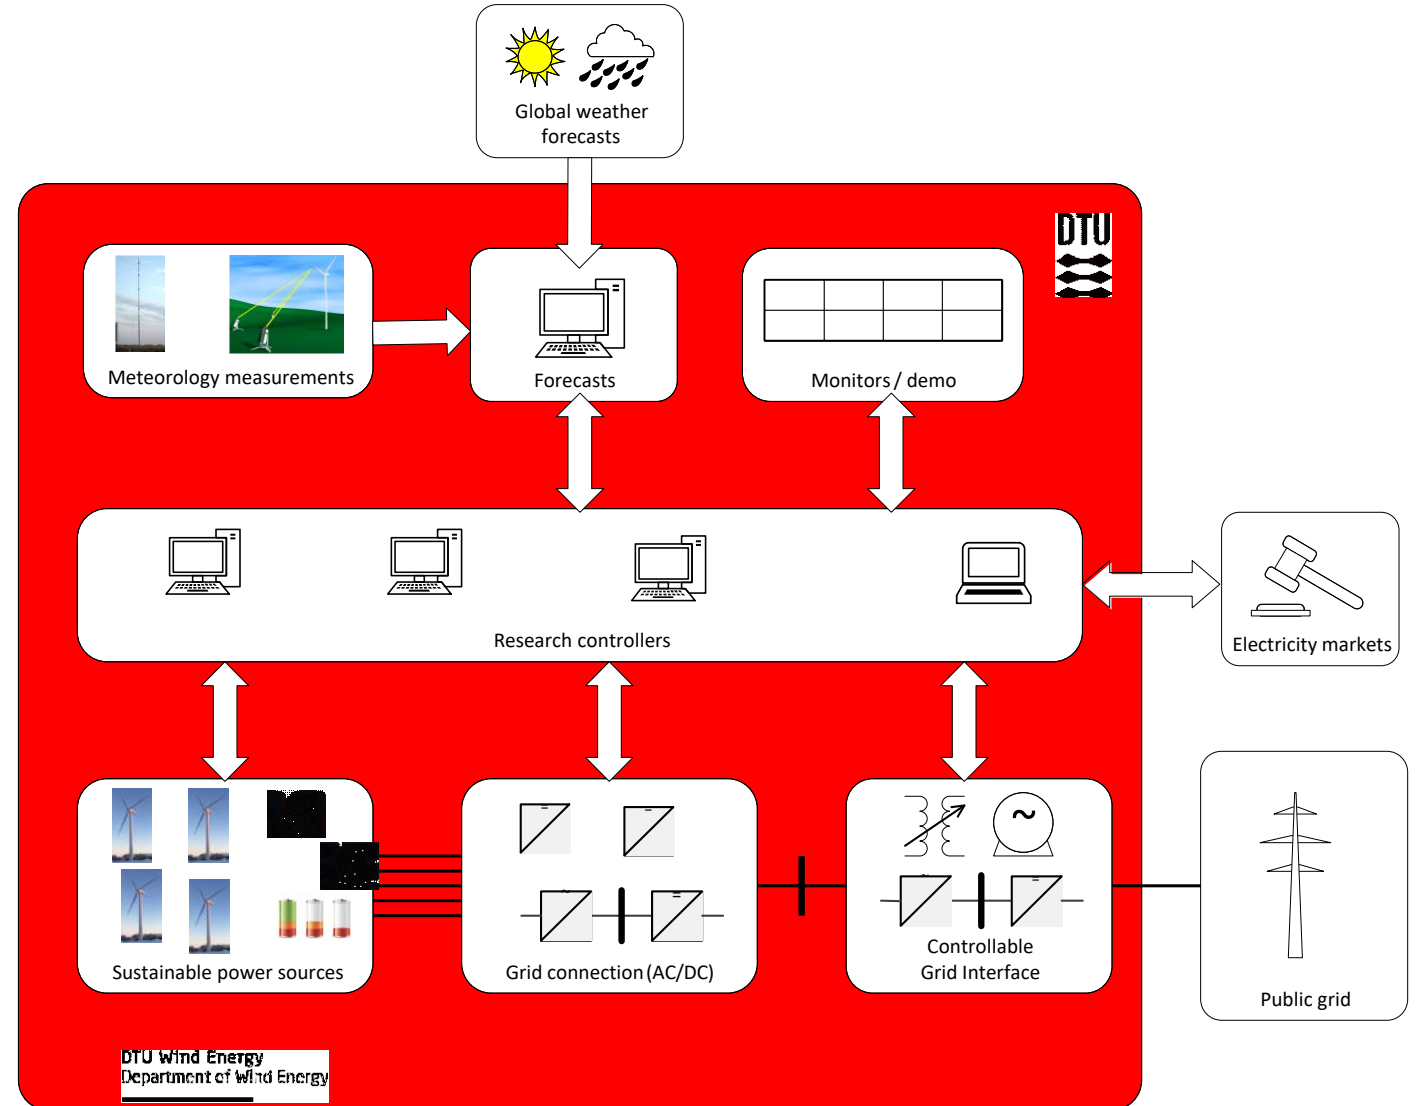 Global weather
forecasts
DTU
Meteorology measurements
Forecasts
Monitors / demo
Research controllers
Electricity markets
~
Sustainable power sources
Grid connection (AC/DC)
Controllable
Grid Interface
Public grid
DTU Wind Energy
Department of Wind Energy